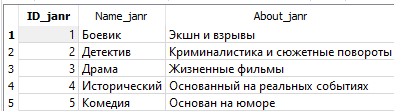 ID_janr Name_janr About_janr
1 1 Боевик Экшн и взрывы
2 2 Детектив Криминалистика и сюжетные повороты
3 3 Драма Жизненные фильмы
4 4 Исторический Основанный на реальных событиях
5 5 Комедия Основан на юморе